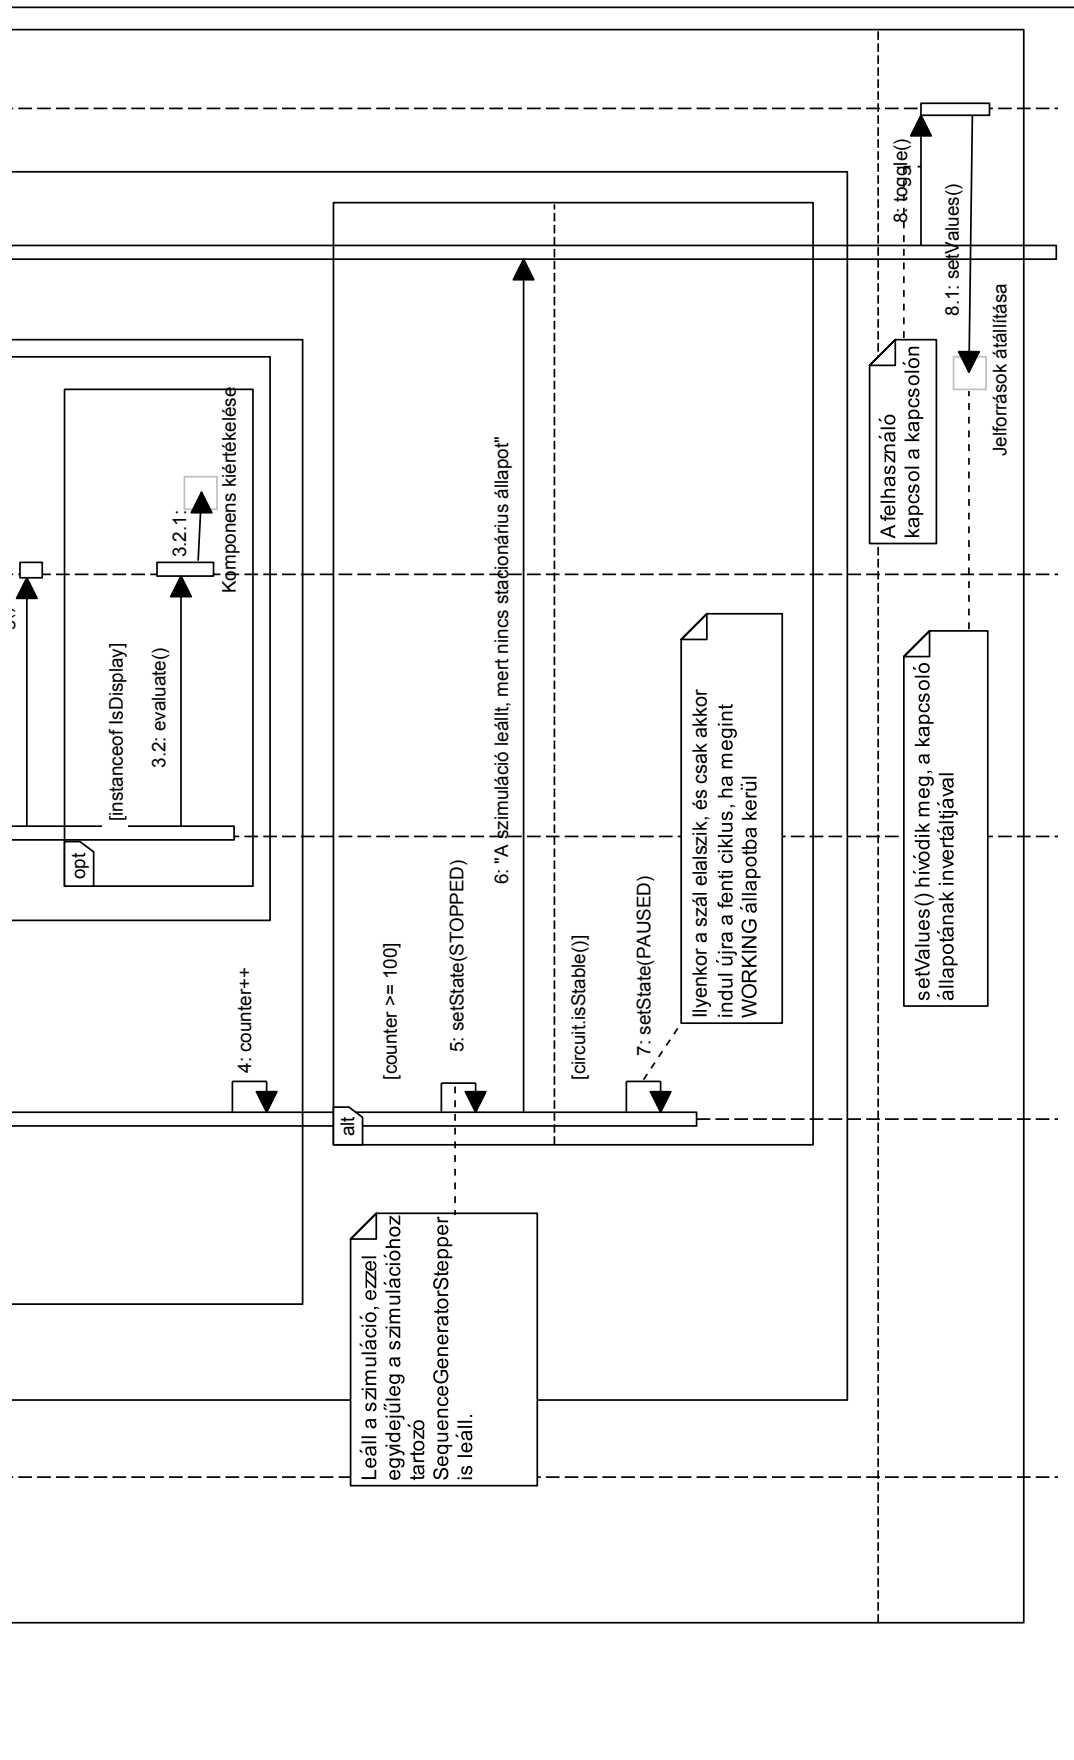 opt
[instanceof IsDisplay]
3.2: evaluate()
3.2.1:
Komponens kiértékelése
4: counter++
alt
[counter >= 100]
5: setState(STOPPED)
Leáll a szimuláció, ezzel
egyidejűleg a szimulációhoz
tartozó
SequenceGeneratorStepper
is leáll.
6: "A szimuláció leállt, mert nincs stacionárius állapot"
[circuit.isStable()]
7: setState(PAUSED)
Ilyenkor a szál elalszik, és csak akkor
indul újra a fenti ciklus, ha megint
WORKING állapotba kerül
8: toggle()
A felhasználó
kapcsol a kapcsolón
8.1: setValues()
setValues() hívódik meg, a kapcsoló
állapotának invertáltjával
Jelforrások átállítása